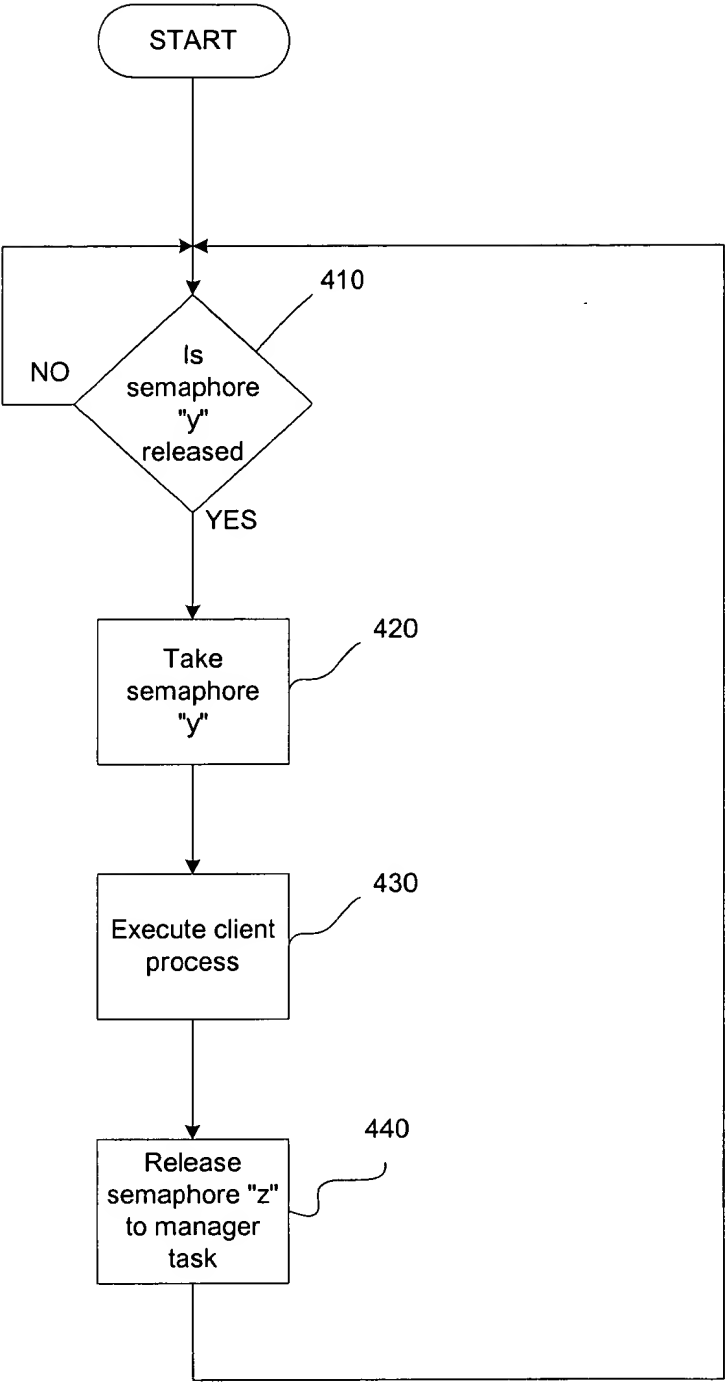 START
410
Is
semaphore
"y"
released
NO
YES
420
Take
semaphore
"y"
430
Execute client
process
440
Release
semaphore "z"
to manager
task